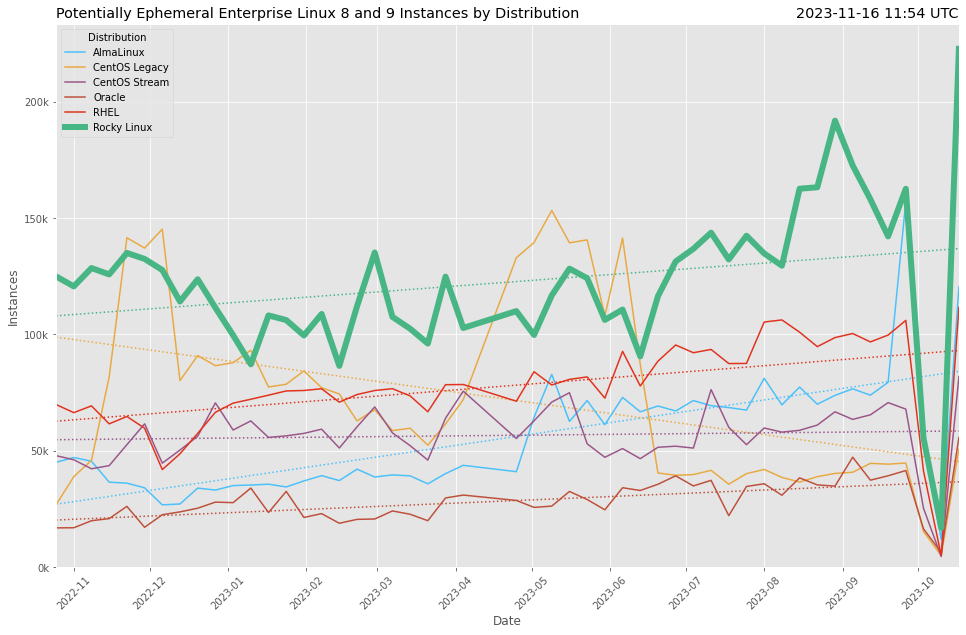 Potentially Ephemeral Enterprise Linux 8 and 9 Instances by Distribution 2023-11-16 11:54 UTC
Distribution
AlmaLinux
CentOS Legacy
CentOS Stream
Oracle
RHEL
Rocky Linux
200k
150k
100k
50k
0k
Instances
2022-11 2022-12 2023-01 2023-02 2023-03 2023-04 2023-05 2023-06 2023-07 2023-08 2023-09 2023-10
Date